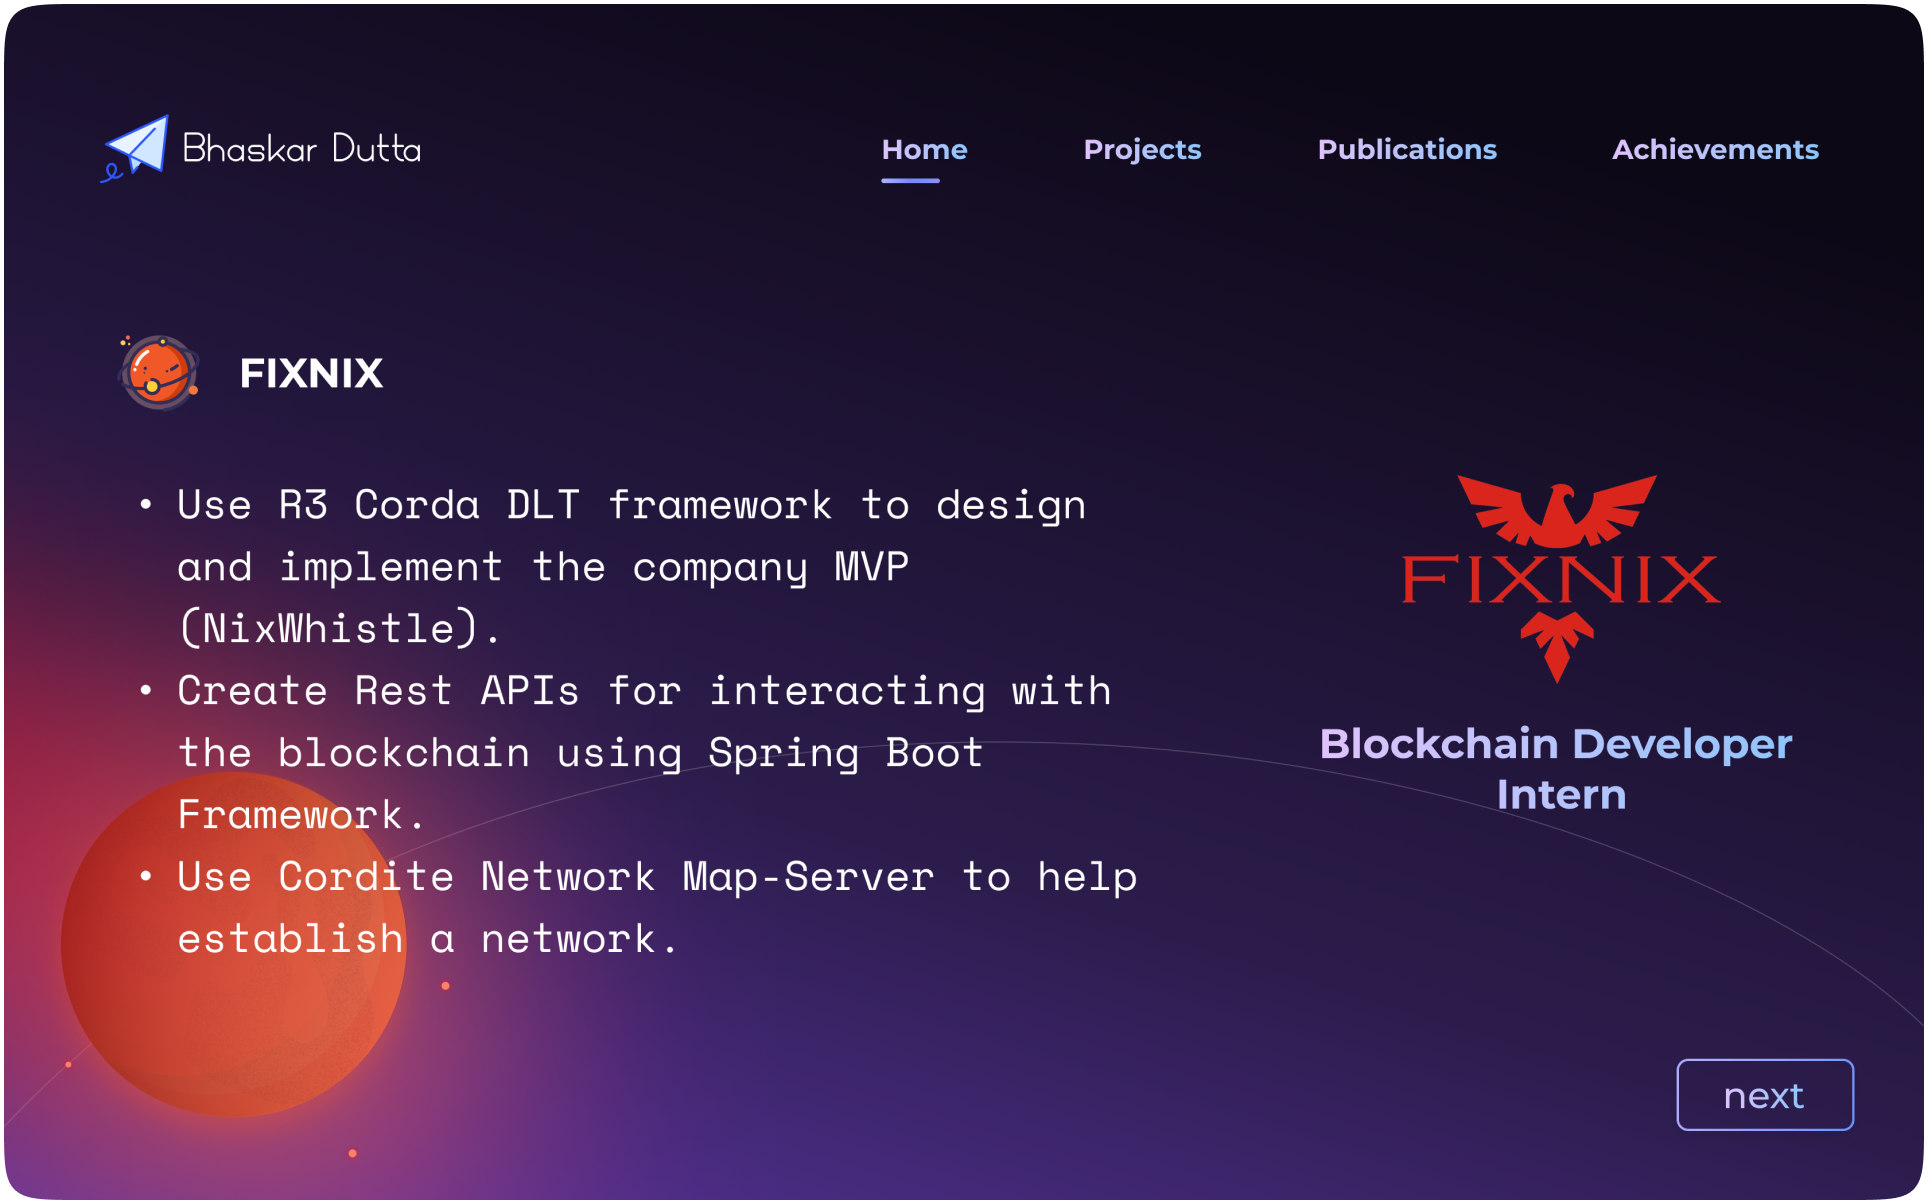 Bhaskar Dutta
Home Projects Publications Achievements
FIXNIX
• Use R3 Corda DLT framework to design
and implement the company MVP
(NixWhistle).
• Create Rest APIs for interacting with
the blockchain using Spring Boot
Framework.
• Use Cordite Network Map-Server to help
establish a network.
FIXNIX
Blockchain Developer
Intern
next